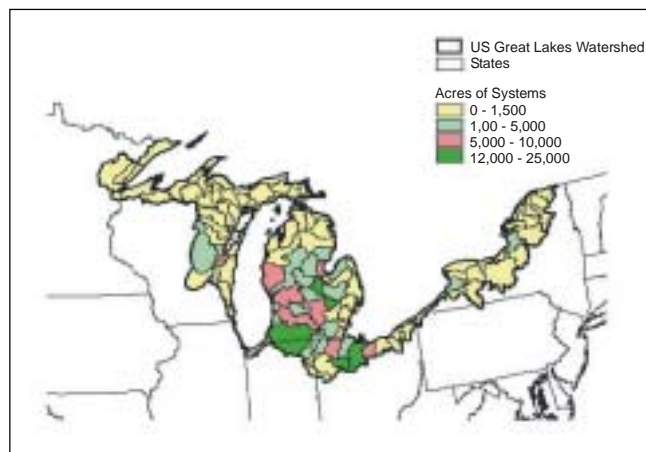 US Great Lakes Watershed
States
Acres of Systems
0 - 1,500
1,00 - 5,000
5,000 - 10,000
12,000 - 25,000